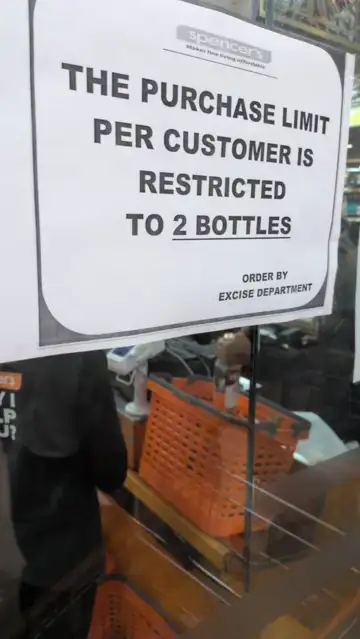 spencer's
Makes fine living affordable
THE PURCHASE LIMIT
PER CUSTOMER IS
RESTRICTED
TO 2 BOTTLES
ORDER BY
EXCISE DEPARTMENT